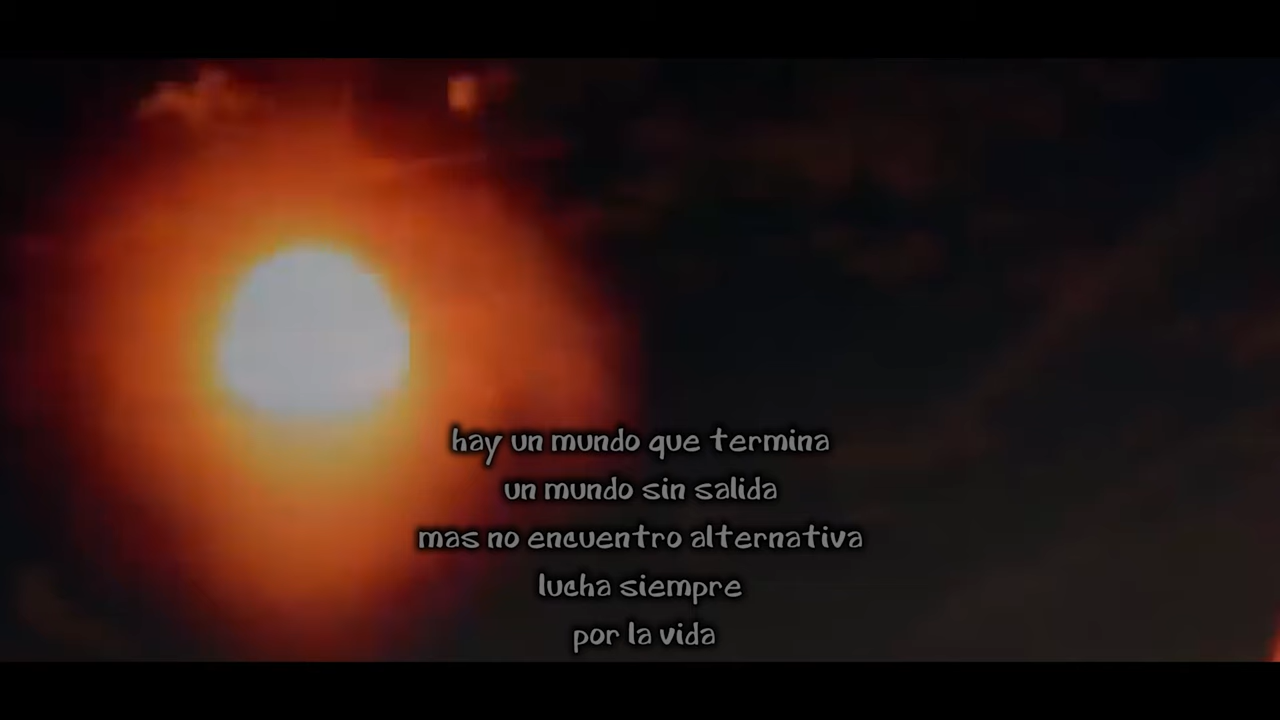 hay un mundo que termina
un mundo sin salida
mas no encuentro alternativa
lucha siempre
por la vida